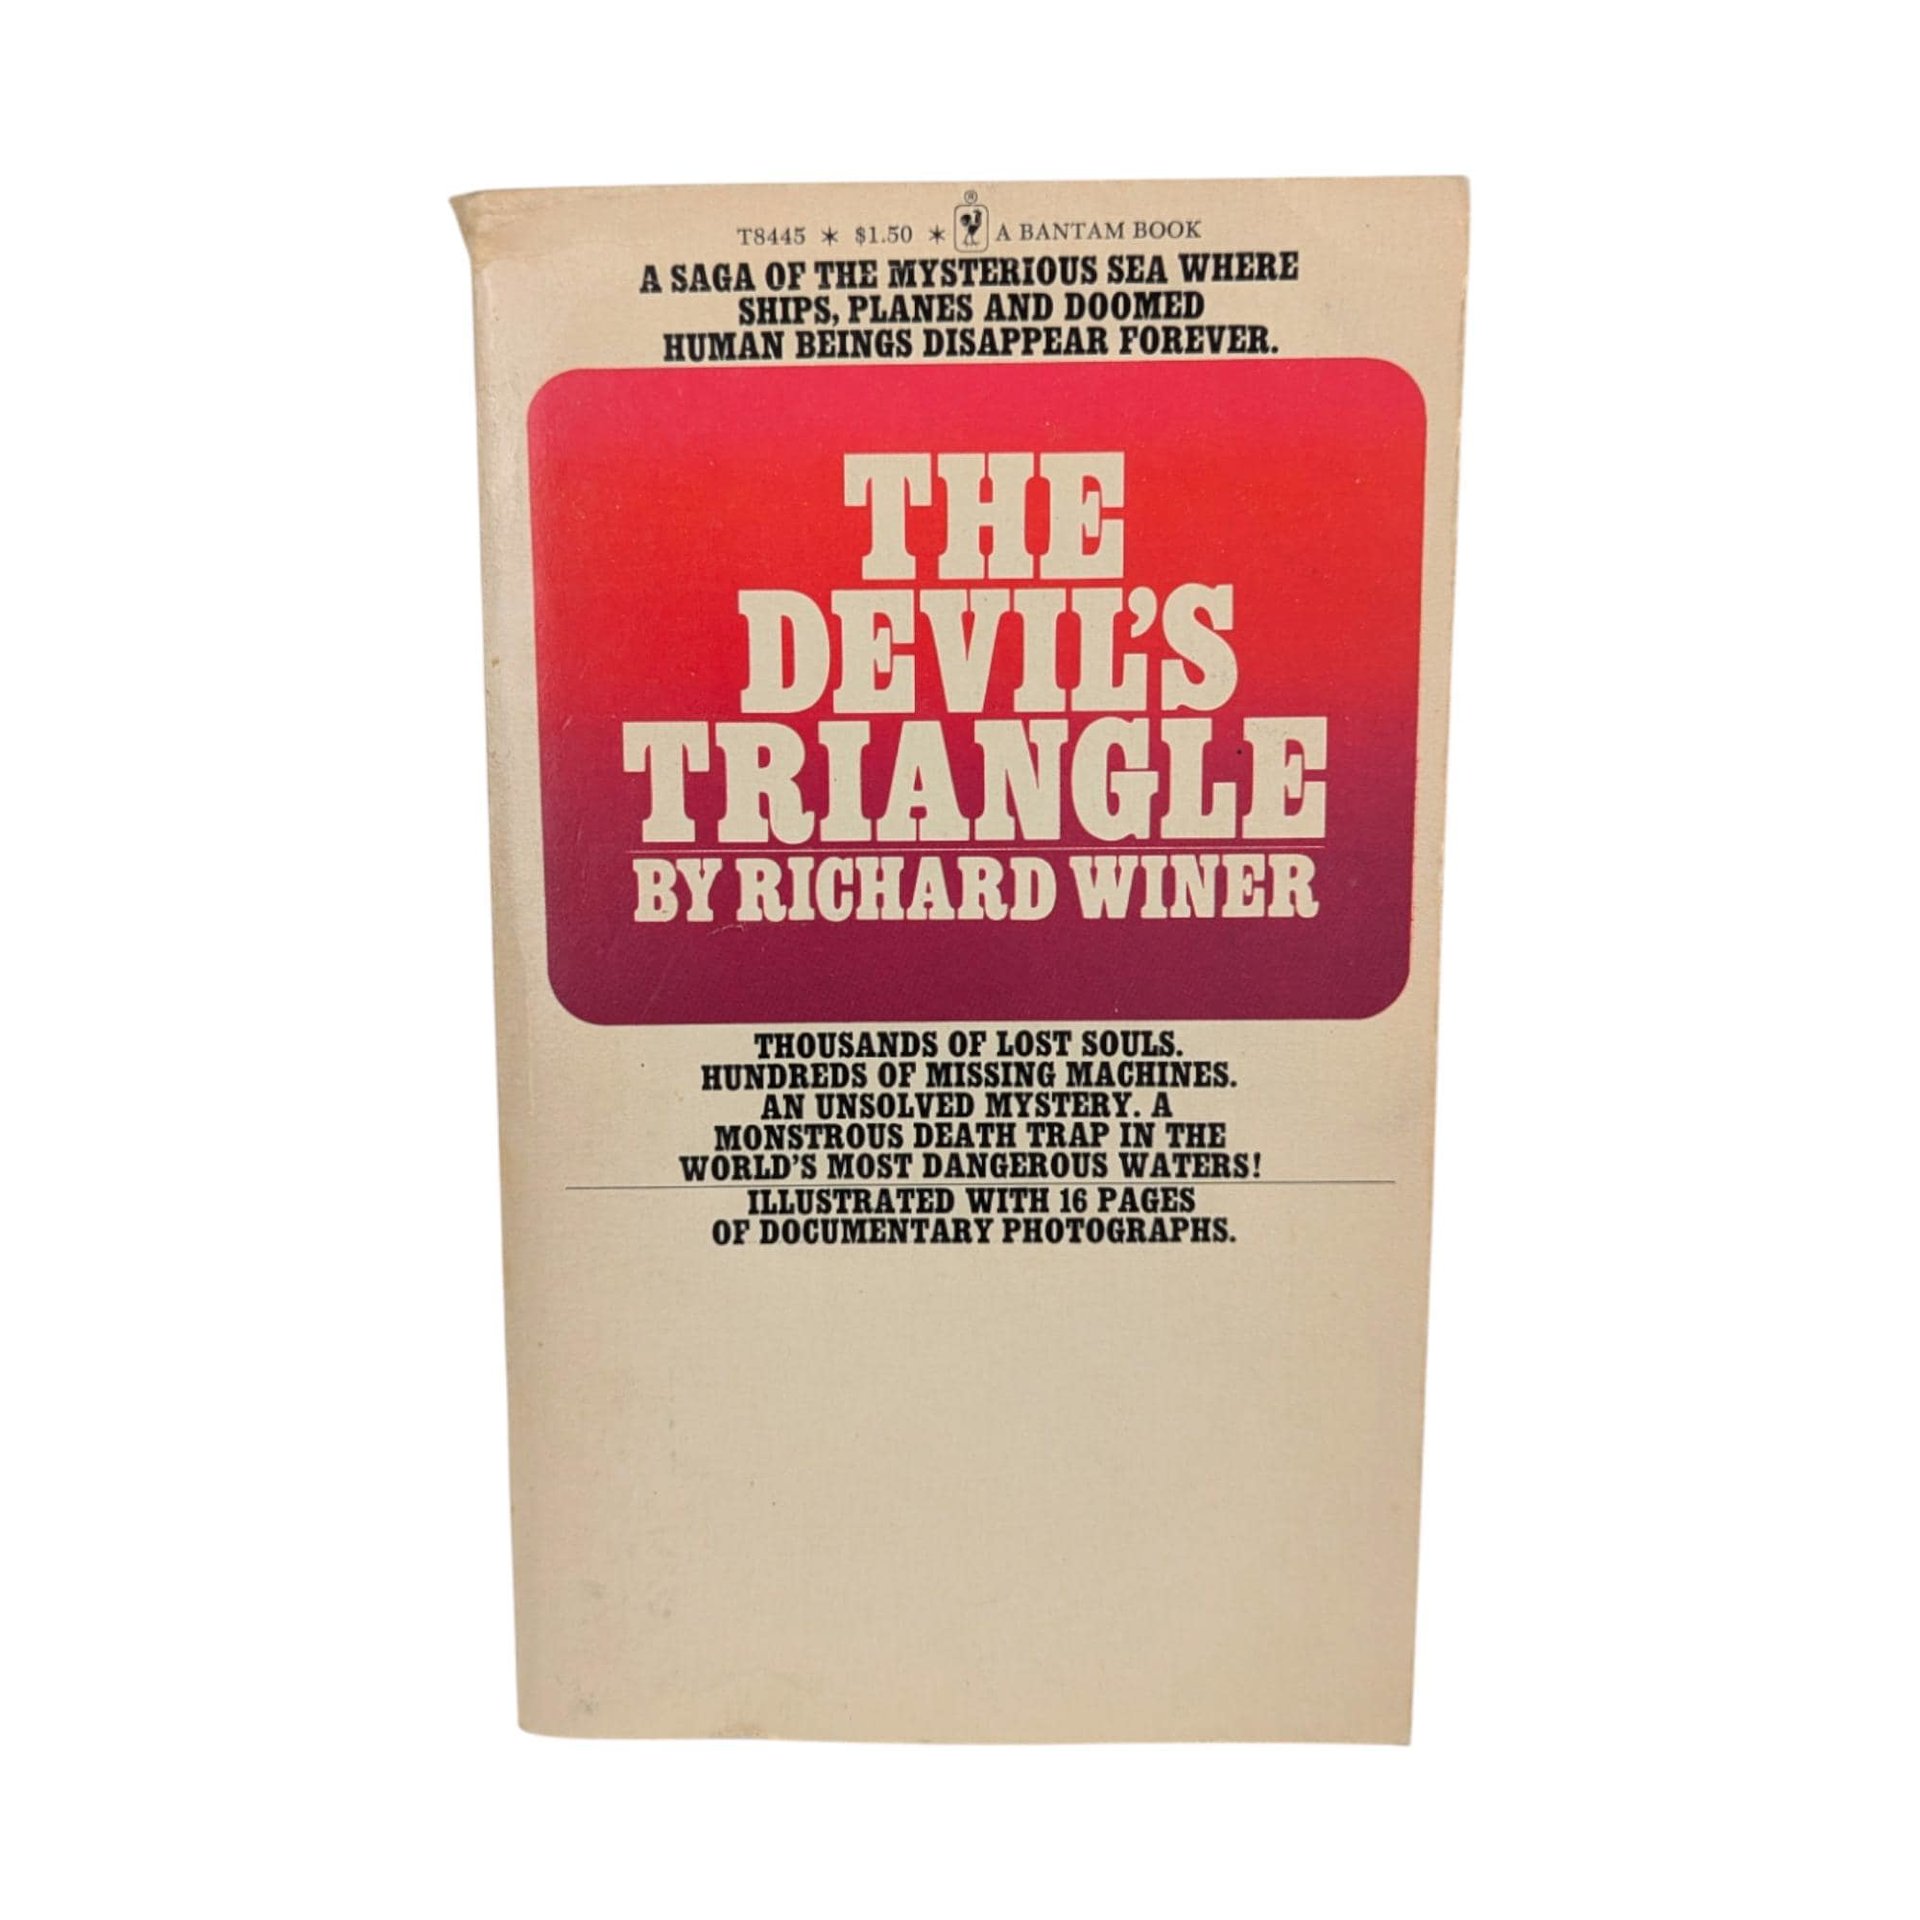 ®
T8445 * $1.50 * A BANTAM BOOK
A SAGA OF THE MYSTERIOUS SEA WHERE
SHIPS, PLANES AND DOOMED
HUMAN BEINGS DISAPPEAR FOREVER.
THE
DEVIL'S
TRIANGLE
BY RICHARD WINER
THOUSANDS OF LOST SOULS.
HUNDREDS OF MISSING MACHINES.
AN UNSOLVED MYSTERY. A
MONSTROUS DEATH TRAP IN THE
WORLD'S MOST DANGEROUS WATERS!
ILLUSTRATED WITH 16 PAGES
OF DOCUMENTARY PHOTOGRAPHS.